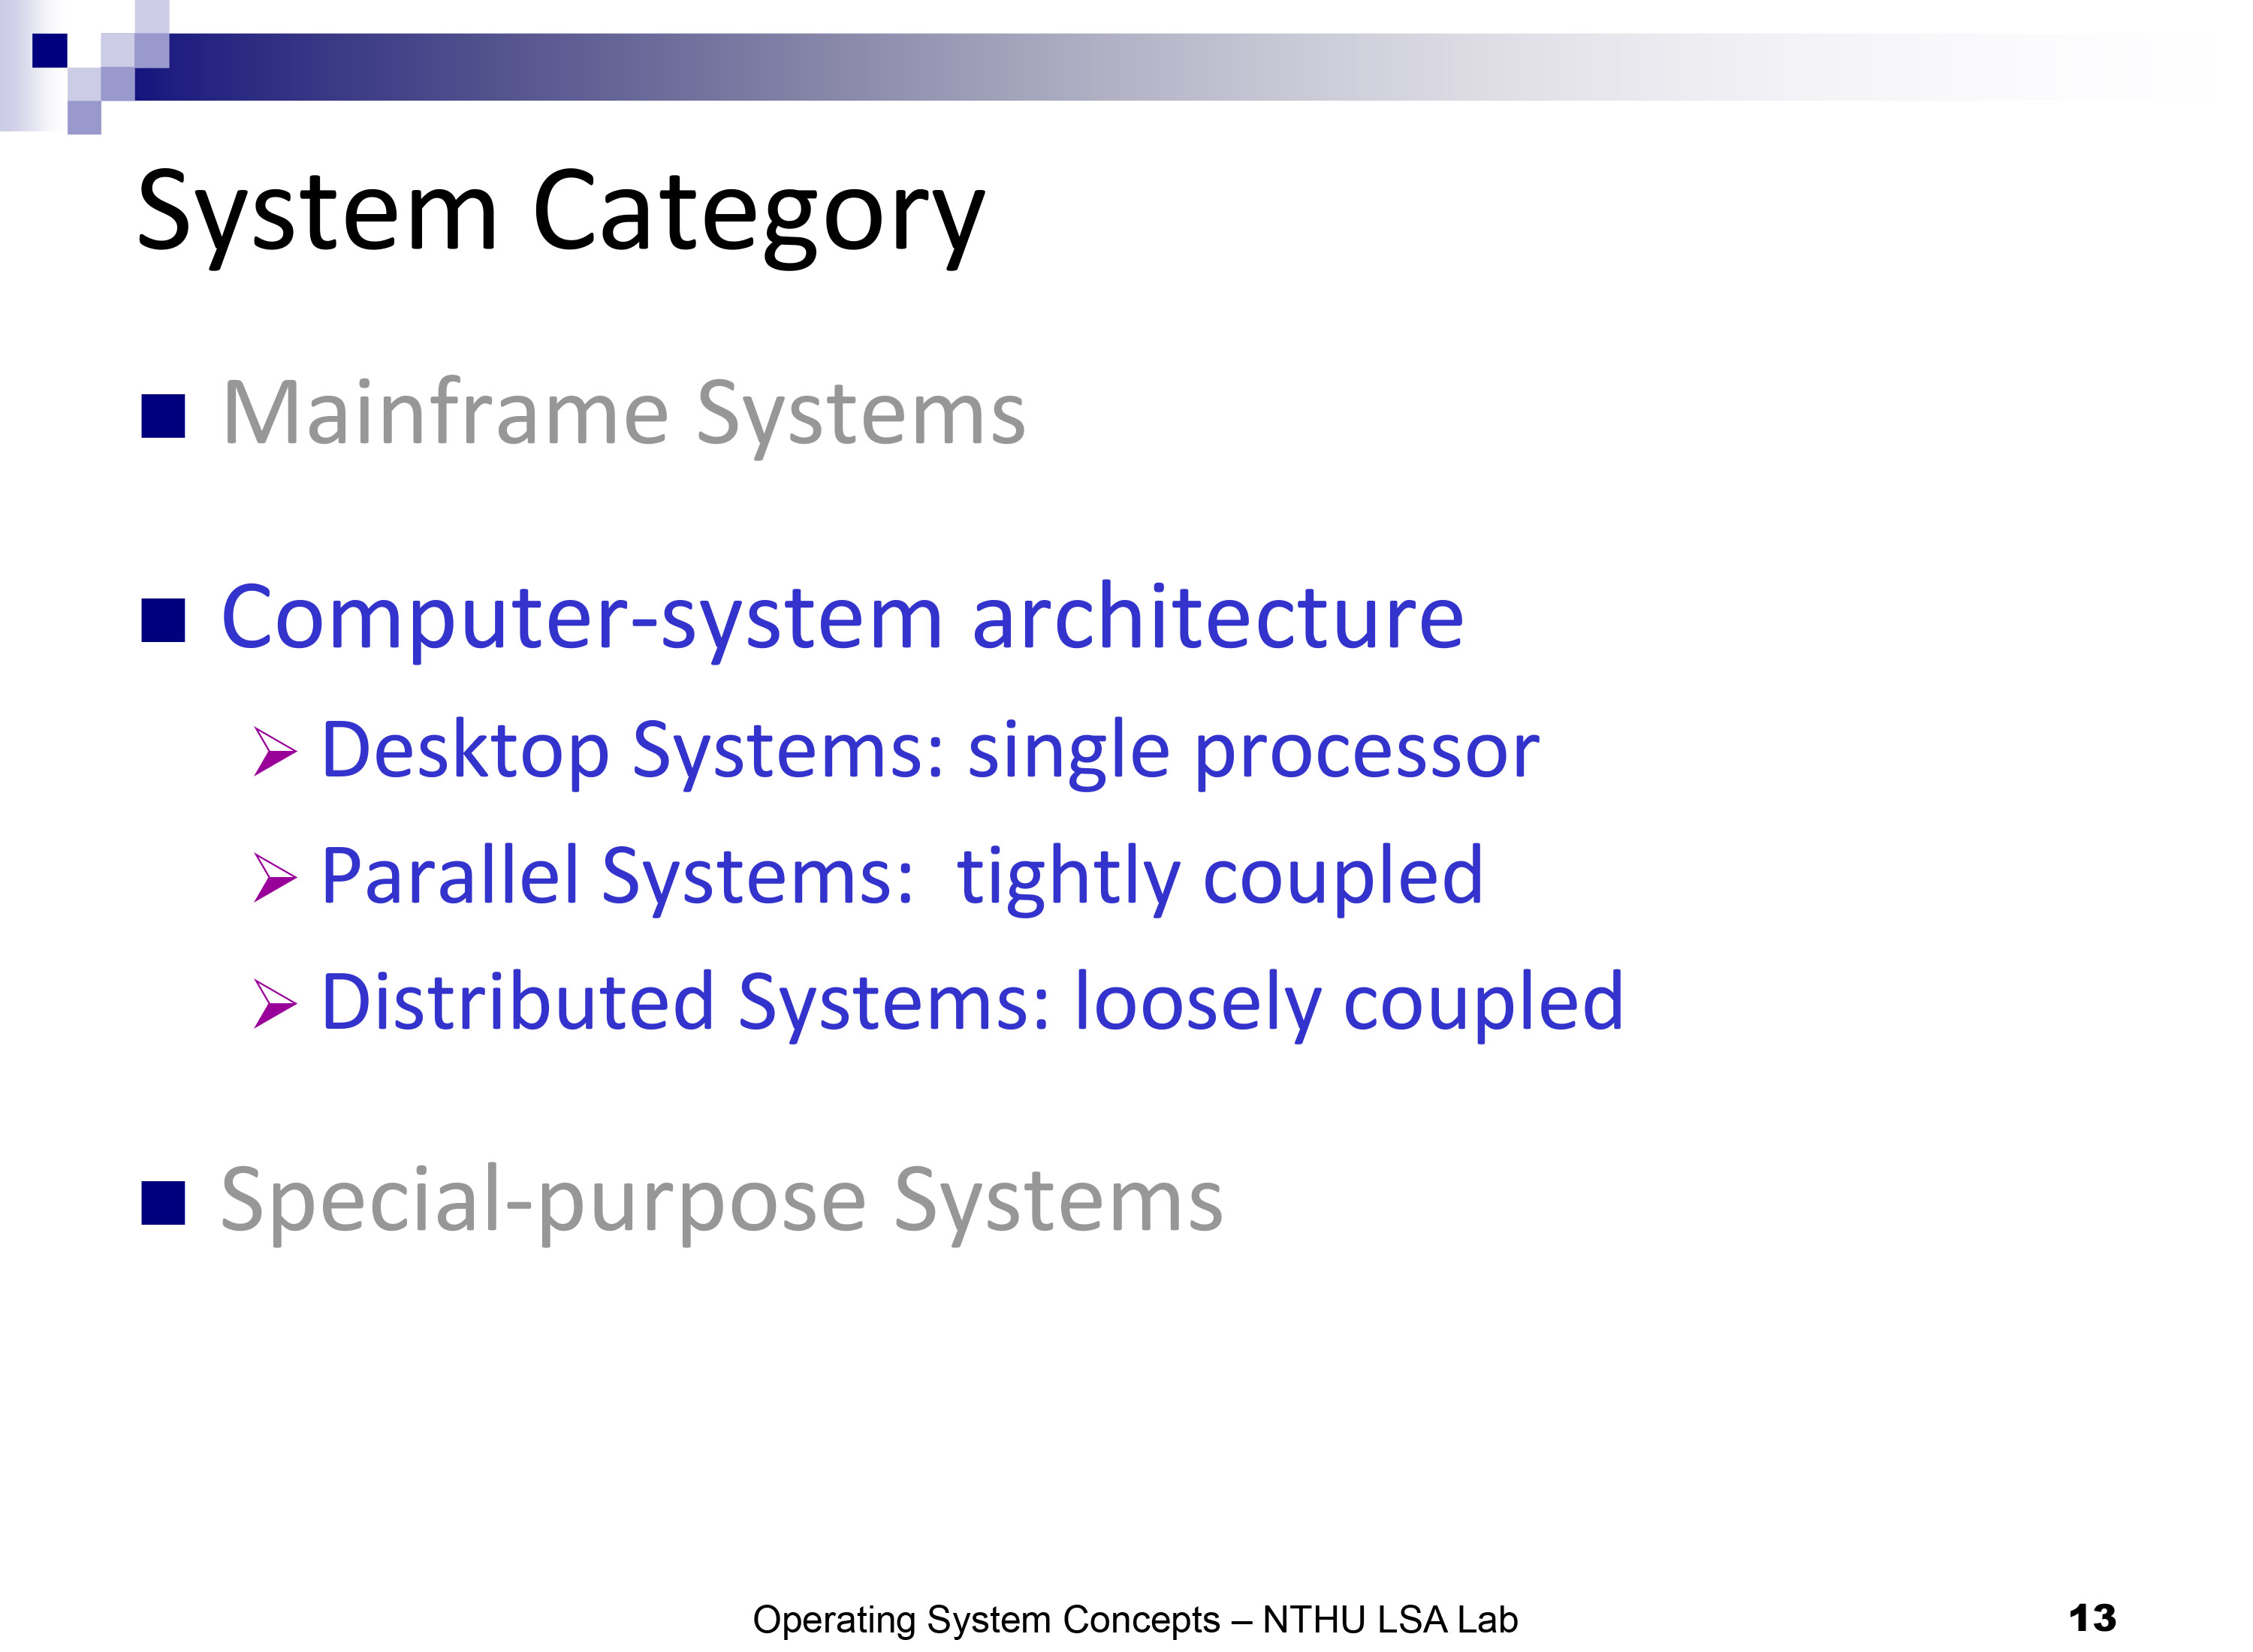 System Category
Mainframe Systems
Computer-system architecture
Desktop Systems: single processor
Parallel Systems:  tightly coupled
Distributed Systems: loosely coupled
Special-purpose Systems
Operating System Concepts – NTHU LSA Lab
13